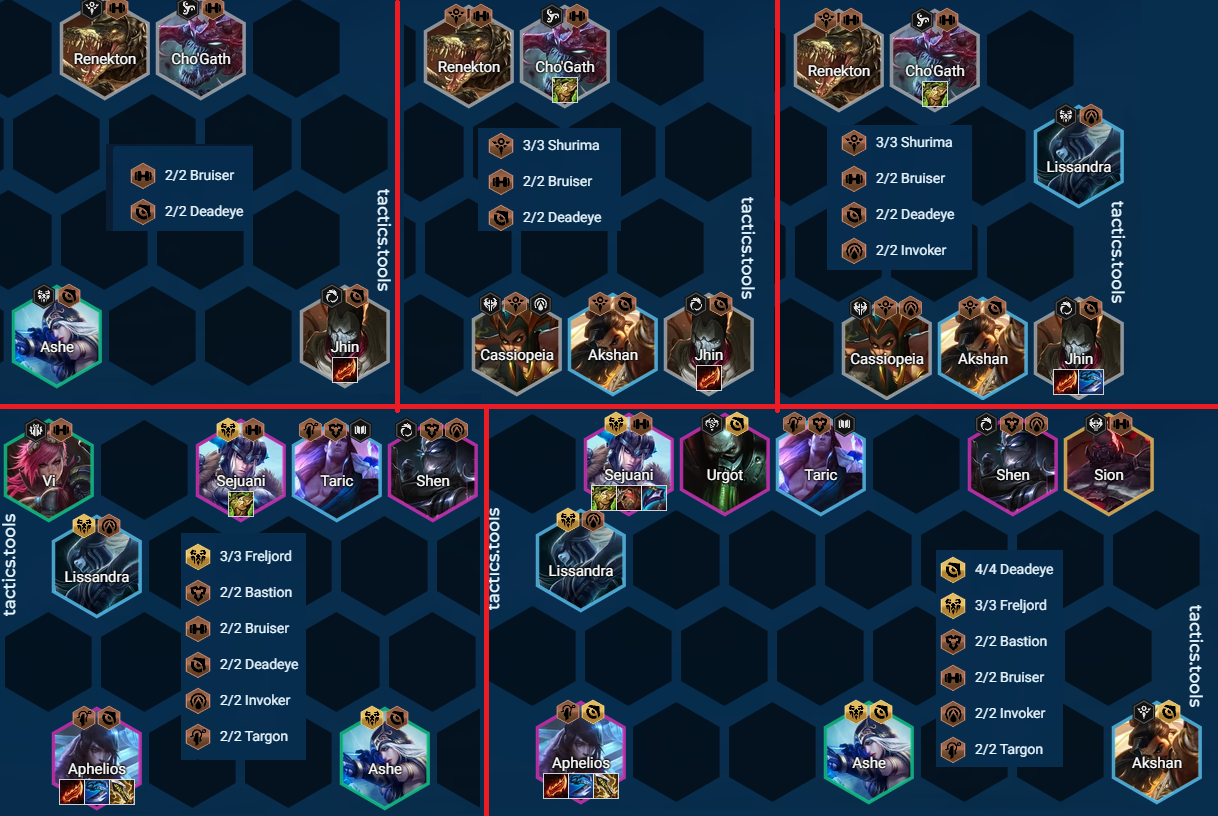 Renekton
Cho'Gath
2/2 Bruiser
2/2 Deadeye
tactics.tools
Ashe
Jhin
Renekton
Cho'Gath
3/3 Shurima
2/2 Bruiser
2/2 Deadeye
tactics.tools
Cassiopeia
Akshan
Jhin
Renekton
Cho'Gath
Lissandra
3/3 Shurima
2/2 Bruiser
2/2 Deadeye
2/2 Invoker
tactics.tools
Cassiopeia
Akshan
Jhin
Vi
Sejuani
Taric
Shen
tactics.tools
Lissandra
3/3 Freljord
2/2 Bastion
2/2 Bruiser
2/2 Deadeye
2/2 Invoker
2/2 Targon
Aphelios
Ashe
Sejuani
Urgot
Taric
Shen
Sion
tactics.tools
Lissandra
4/4 Deadeye
3/3 Freljord
2/2 Bastion
2/2 Bruiser
2/2 Invoker
2/2 Targon
tactics.tools
Aphelios
Ashe
Akshan